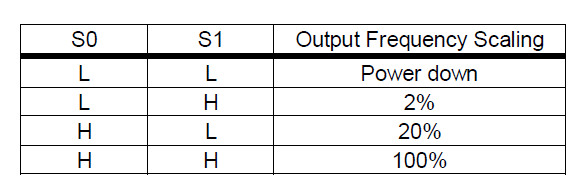 S0 S1 Output Frequency Scaling
L L Power down
L H 2%
H L 20%
H H 100%